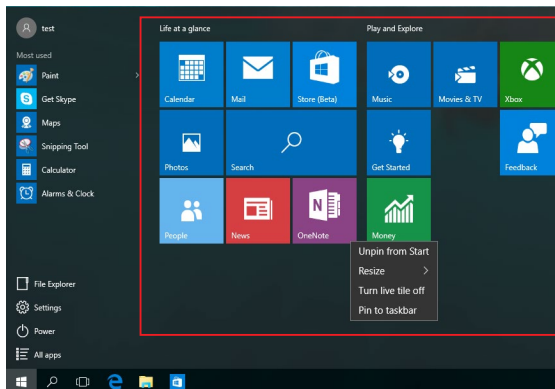 test
Most used
Paint
Get Skype
Maps
Snipping Tool
Calculator
Alarms & Clock
File Explorer
Settings
Power
All apps
Life at a glance
Calendar
Mail
Store (Beta)
Photos
Search
People
News
OneNote
Play and Explore
Music
Movies & TV
Xbox
Get Started
Feedback
Money
Unpin from Start
Resize
Turn live tile off
Pin to taskbar